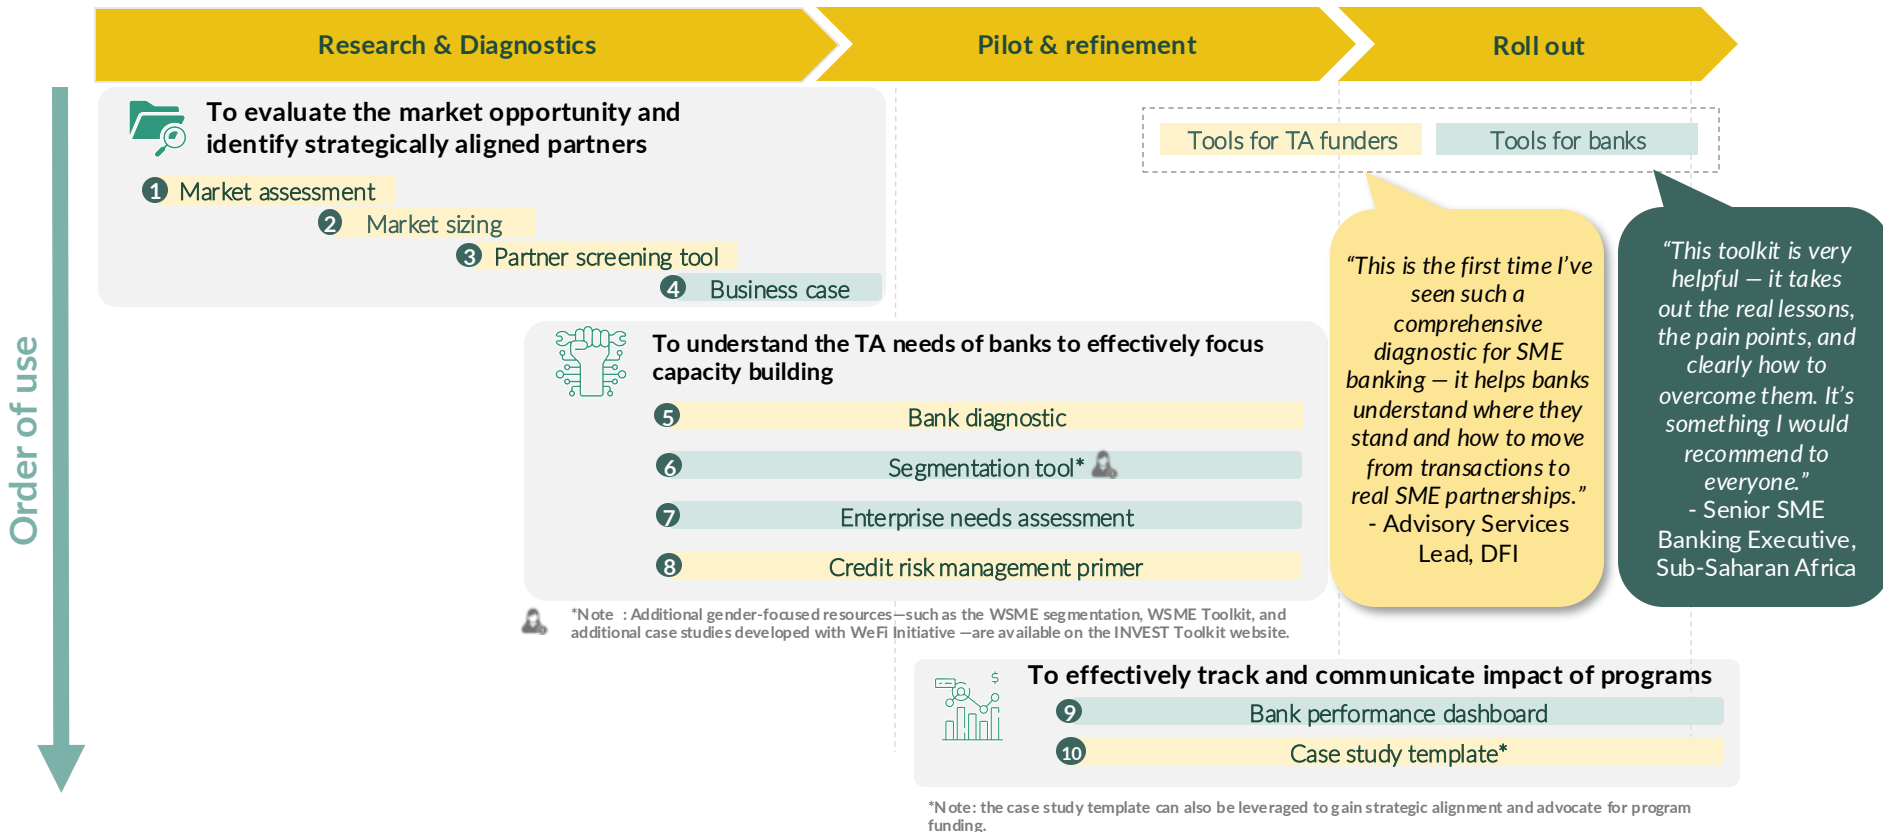 Research & Diagnostics
Pilot & refinement
Roll out
Order of use
To evaluate the market opportunity and
identify strategically aligned partners
1 Market assessment
2 Market sizing
3 Partner screening tool
4 Business case
Tools for TA funders
Tools for banks
To understand the TA needs of banks to effectively focus
capacity building
5 Bank diagnostic
6 Segmentation tool*
7 Enterprise needs assessment
8 Credit risk management primer
*Note : Additional gender-focused resources—such as the WSME segmentation, WSME Toolkit, and
additional case studies developed with WeFi Initiative —are available on the INVEST Toolkit website.
“This is the first time I’ve
seen such a
comprehensive
diagnostic for SME
banking — it helps banks
understand where they
stand and how to move
from transactions to
real SME partnerships.”
- Advisory Services
Lead, DFI
“This toolkit is very
helpful — it takes
out the real lessons,
the pain points, and
clearly how to
overcome them. It’s
something I would
recommend to
everyone.”
- Senior SME
Banking Executive,
Sub-Saharan Africa
To effectively track and communicate impact of programs
$
9 Bank performance dashboard
10 Case study template*
*Note: the case study template can also be leveraged to gain strategic alignment and advocate for program
funding.